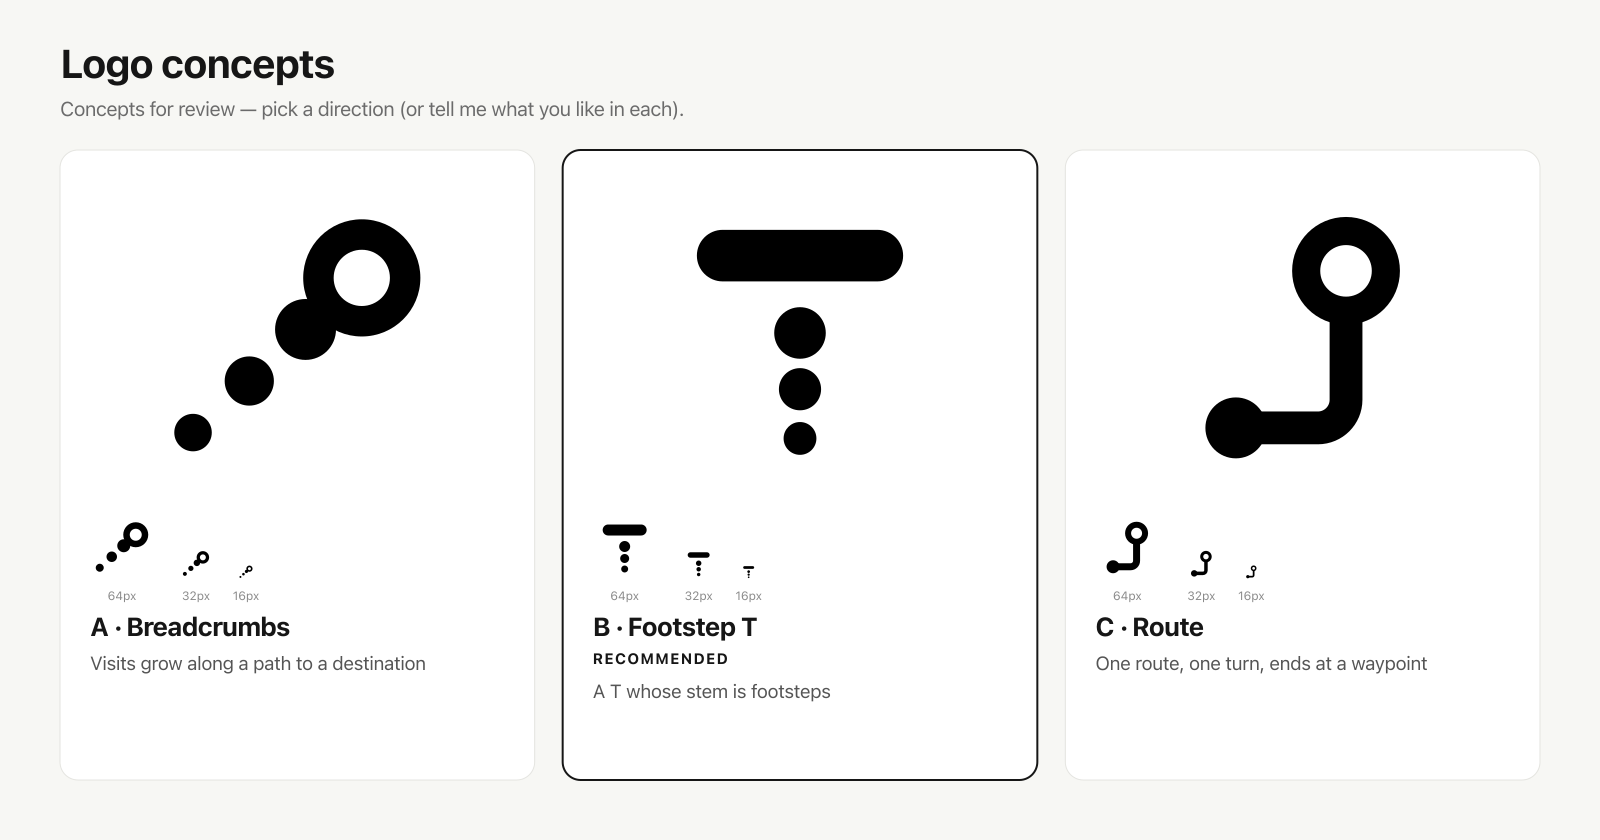 Logo concepts
Concepts for review — pick a direction (or tell me what you like in each).
64px 32px 16px
A · Breadcrumbs
Visits grow along a path to a destination
64px 32px 16px
B · Footstep T
RECOMMENDED
A T whose stem is footsteps
64px 32px 16px
C · Route
One route, one turn, ends at a waypoint